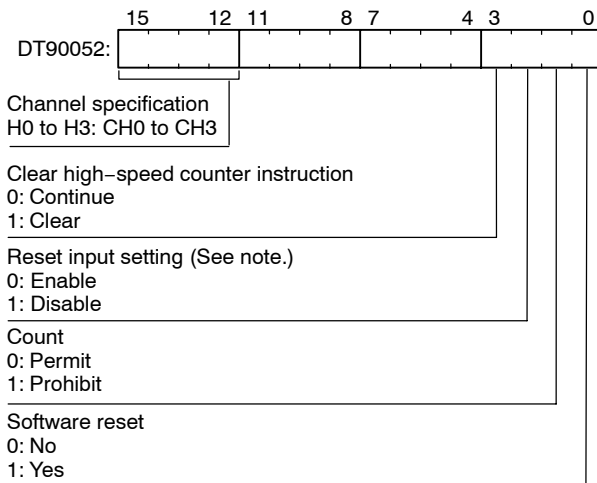 15 12 11 8 7 4 3 0
DT90052:
Channel specification
H0 to H3: CH0 to CH3
Clear high−speed counter instruction
0: Continue
1: Clear
Reset input setting (See note.)
0: Enable
1: Disable
Count
0: Permit
1: Prohibit
Software reset
0: No
1: Yes